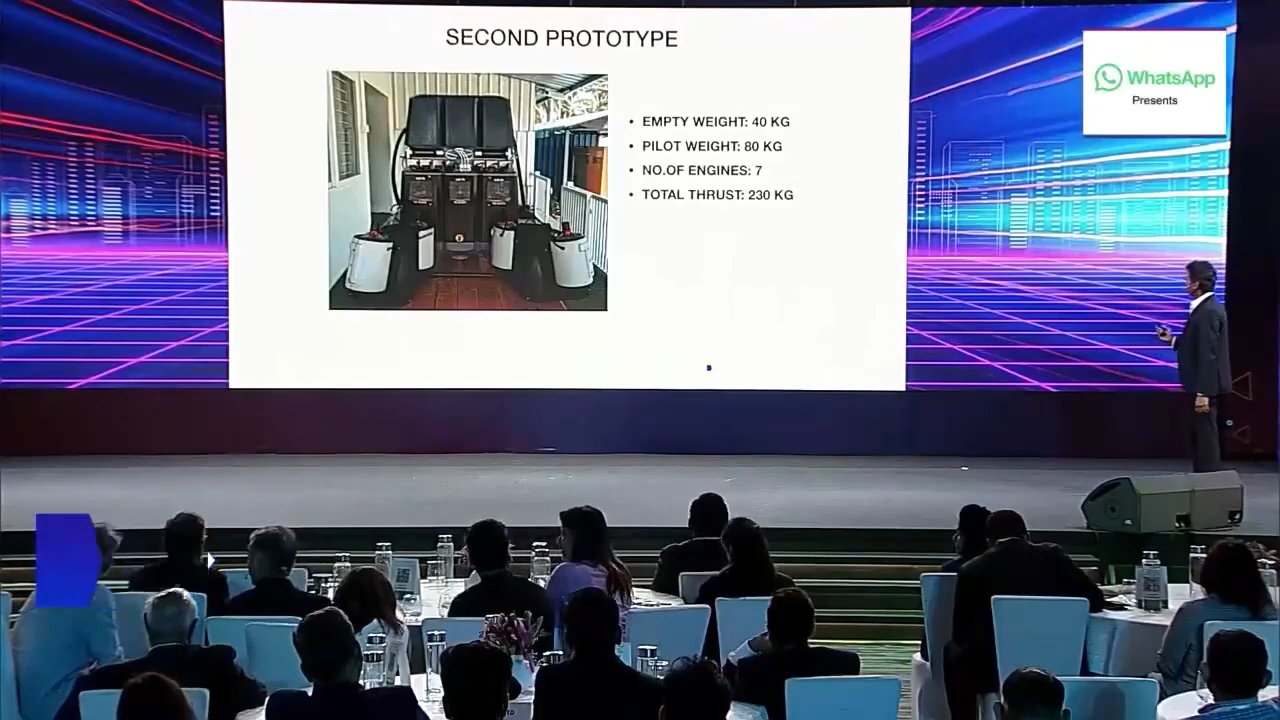 SECOND PROTOTYPE
WhatsApp
Presents
• EMPTY WEIGHT: 40 KG
• PILOT WEIGHT: 80 KG
• NO.OF ENGINES: 7
• TOTAL THRUST: 230 KG